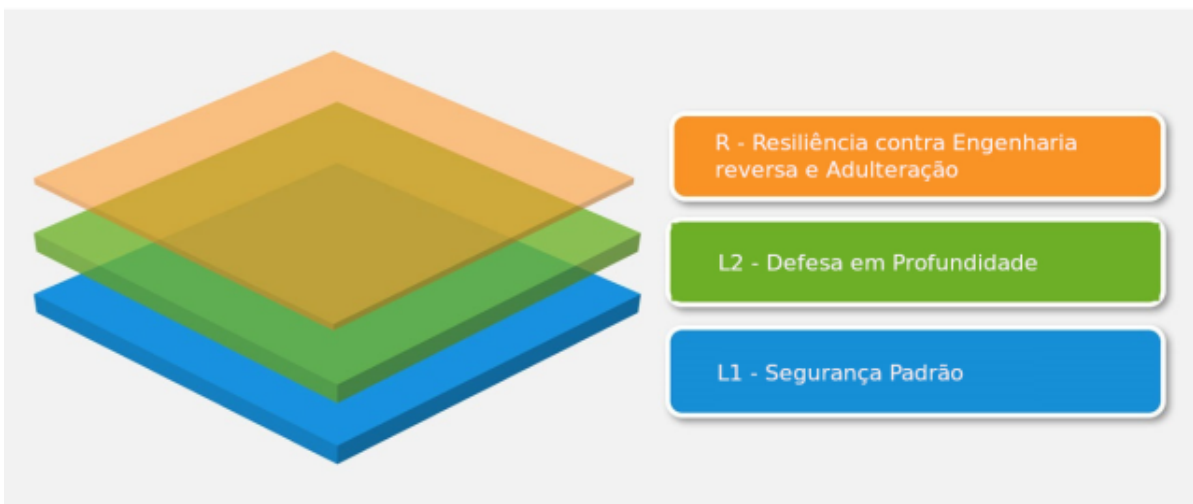 R - Resiliência contra Engenharia
reversa e Adulteração
L2 - Defesa em Profundidade
L1 - Segurança Padrão